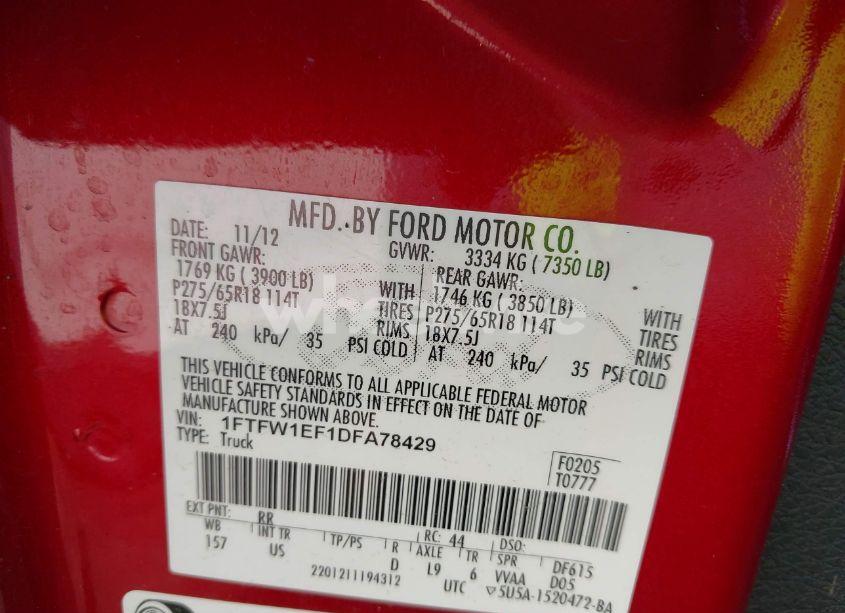 MFD. BY FORD MOTOR CO.
DATE: 11/12 GVWR: 3334 KG ( 7350 LB)
FRONT GAWR: REAR GAWR:
1769 KG ( 3900 LB) WITH 1746 KG ( 3850 LB) WITH
P275/65R18 114T TIRES P275/65R18 114T TIRES
18X7.5J RIMS 18X7.5J RIMS
AT 240 kPa/ 35 PSI COLD AT 240 kPa/ 35 PSI COLD
THIS VEHICLE CONFORMS TO ALL APPLICABLE FEDERAL MOTOR
VEHICLE SAFETY STANDARDS IN EFFECT ON THE DATE OF
MANUFACTURE SHOWN ABOVE.
VIN: 1FTFW1EF1DFA78429
TYPE: Truck
F0205
T0777
EXT PNT: RR RC: 44 DSO:
WB INT TR TP/PS R AXLE TR SPR DF615
157 US D L9 6 VVAA D05
2201211194312 UTC 5U5A-1520472-BA